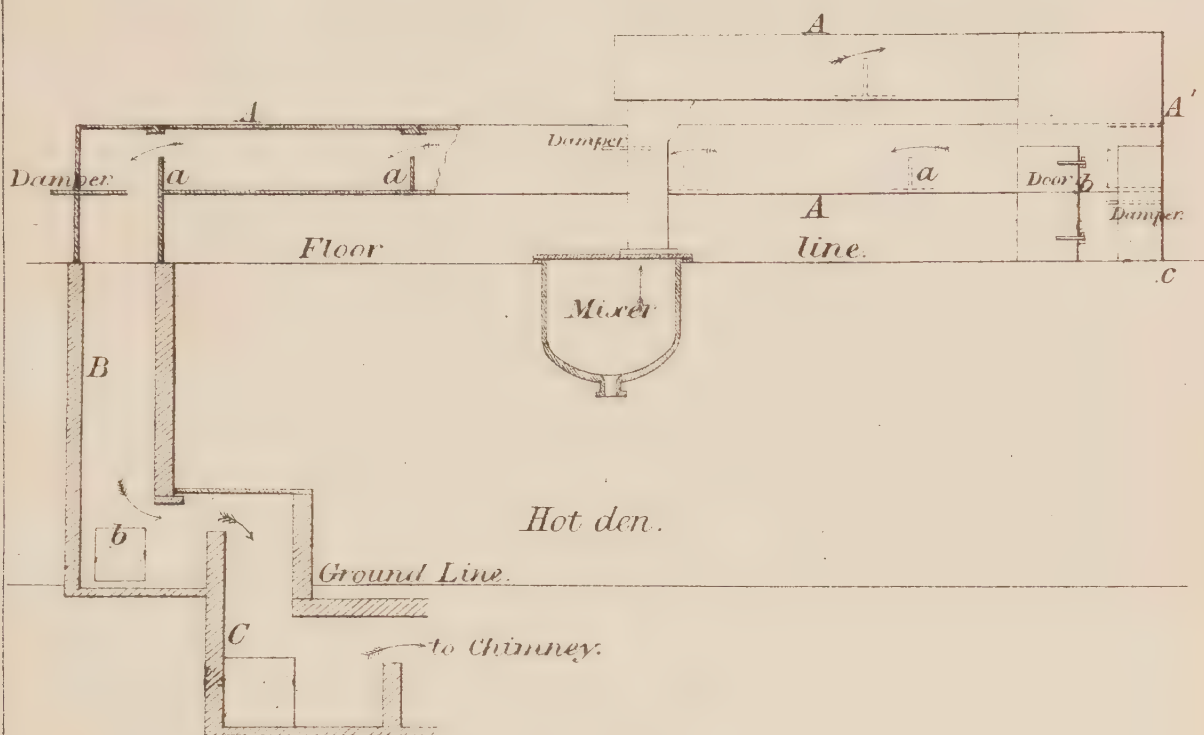 A
A
A'
Damper
Damper
a
a
a
Door b
A
Damper.
Floor
line.
c
Mixer
B
Hot den.
b
Ground Line.
C
to Chimney.